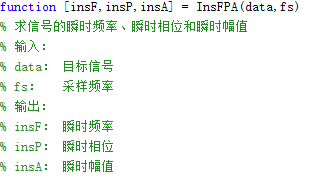 function [insF,insP,insA] = InsFPA(data,fs)
% 求信号的瞬时频率、瞬时相位和瞬时幅值
% 输入:
% data: 目标信号
% fs: 采样频率
% 输出:
% insF: 瞬时频率
% insP: 瞬时相位
% insA: 瞬时幅值